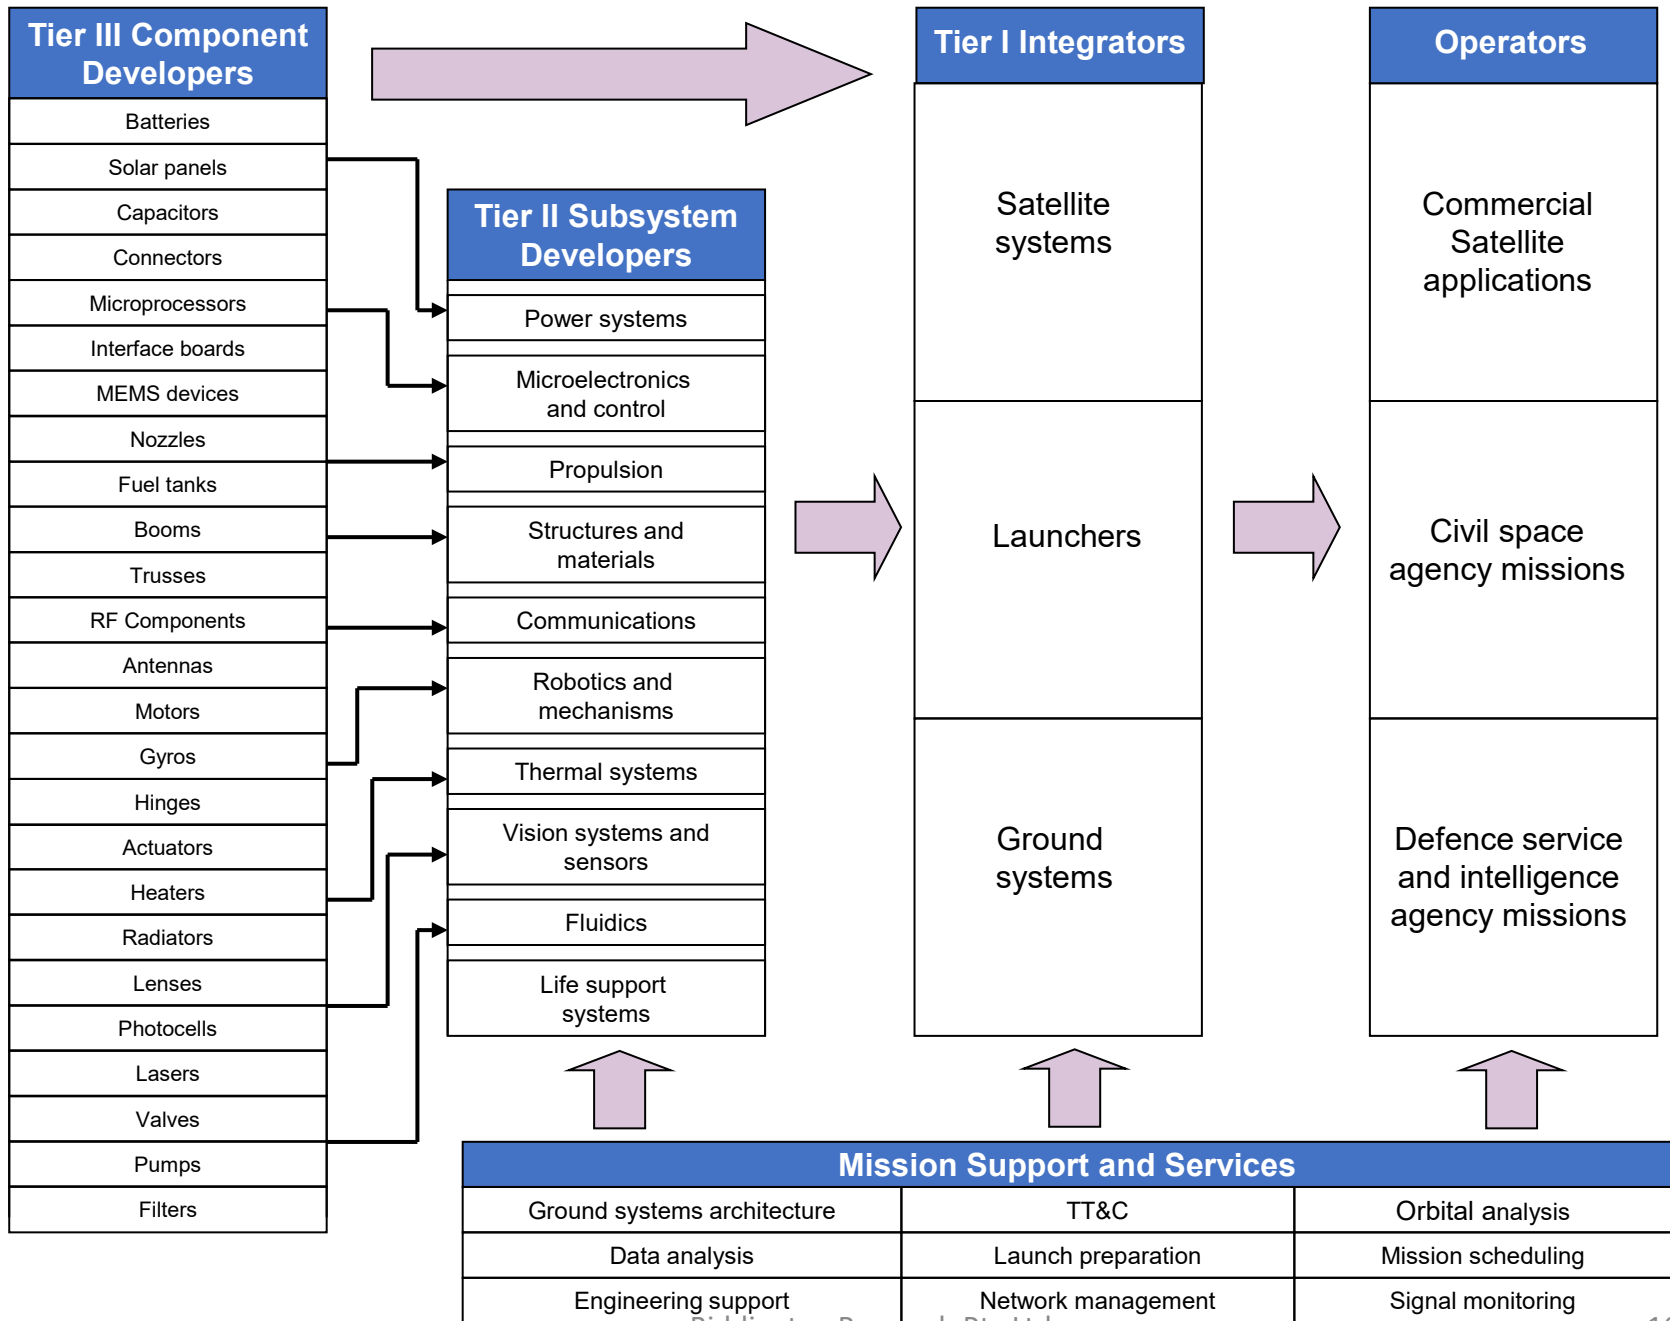 Tier III Component
Developers
Batteries
Solar panels
Capacitors
Connectors
Microprocessors
Interface boards
MEMS devices
Nozzles
Fuel tanks
Booms
Trusses
RF Components
Antennas
Motors
Gyros
Hinges
Actuators
Heaters
Radiators
Lenses
Photocells
Lasers
Valves
Pumps
Filters
Tier II Subsystem
Developers
Power systems
Microelectronics
and control
Propulsion
Structures and
materials
Communications
Robotics and
mechanisms
Thermal systems
Vision systems and
sensors
Fluidics
Life support
systems
Tier I Integrators
Satellite
systems
Launchers
Ground
systems
Operators
Commercial
Satellite
applications
Civil space
agency missions
Defence service
and intelligence
agency missions
Mission Support and Services
Ground systems architecture
TT&C
Orbital analysis
Data analysis
Launch preparation
Mission scheduling
Engineering support
Network management
Signal monitoring